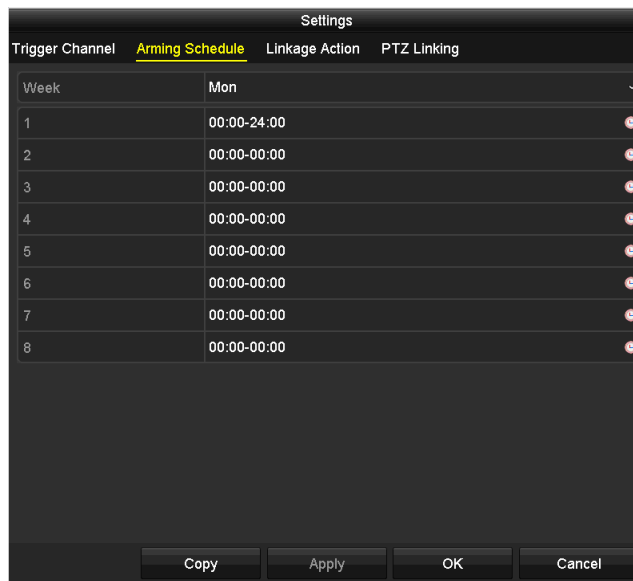 Settings
Trigger Channel Arming Schedule Linkage Action PTZ Linking
Week Mon
1 00:00-24:00
2 00:00-00:00
3 00:00-00:00
4 00:00-00:00
5 00:00-00:00
6 00:00-00:00
7 00:00-00:00
8 00:00-00:00
Copy Apply OK Cancel